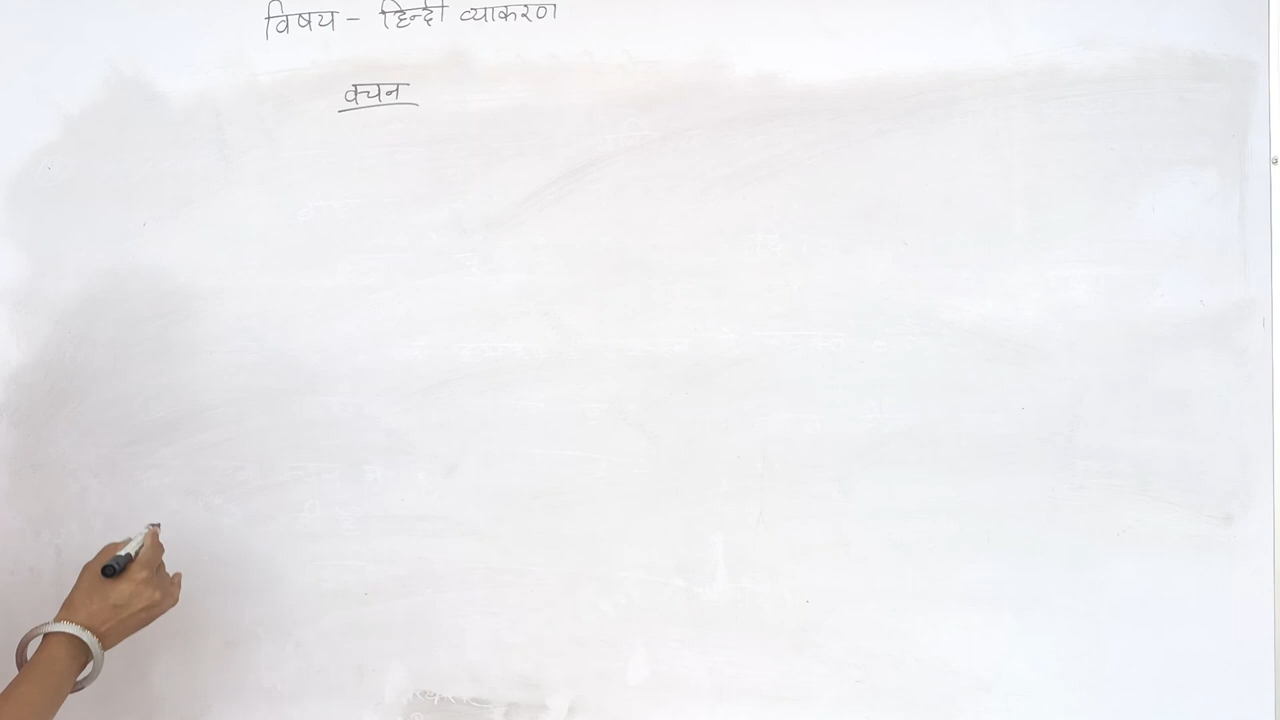 विषय - हिन्दी व्याकरण
वचन